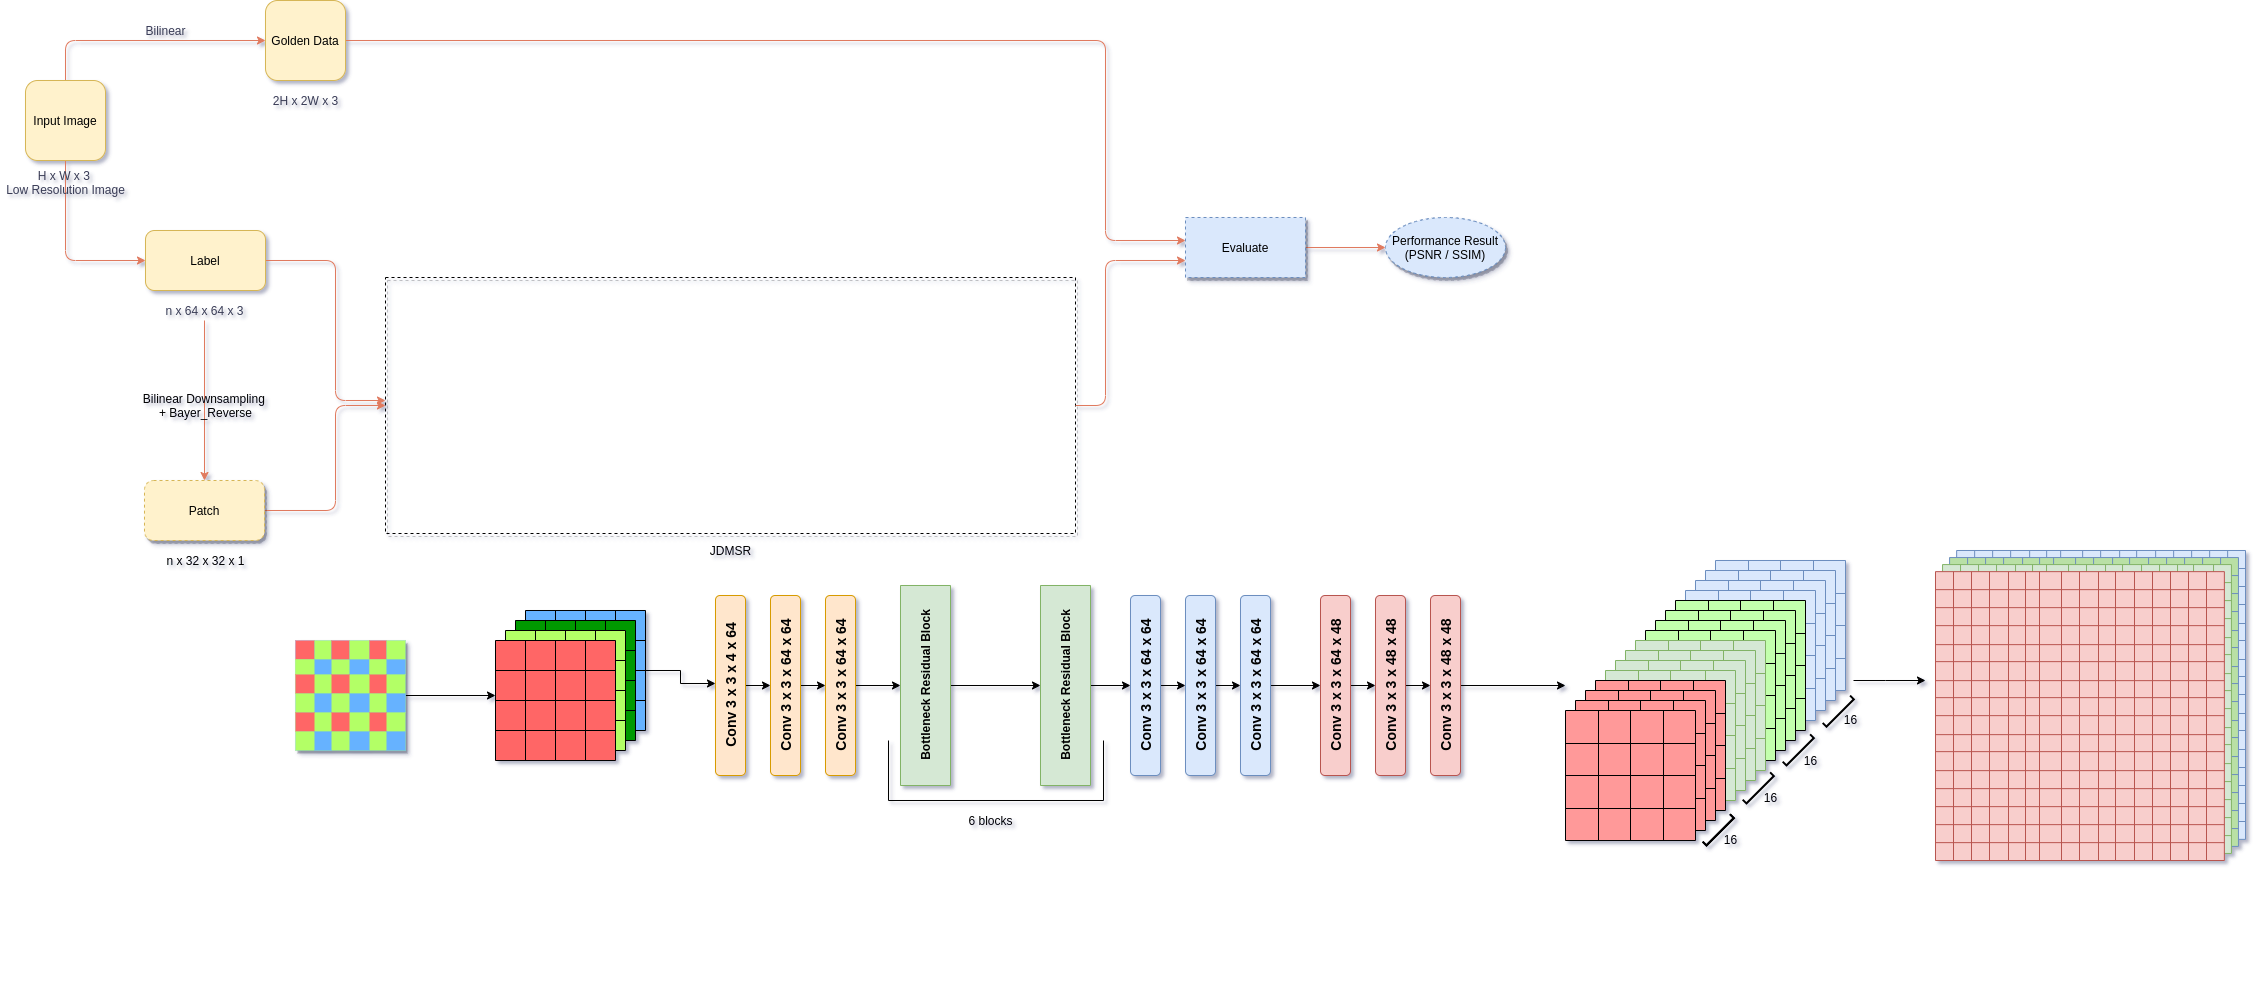 Bilinear
Golden Data
2H x 2W x 3
Input Image
H x W x 3
Low Resolution Image
Label
n x 64 x 64 x 3
Evaluate
Performance Result
(PSNR / SSIM)
Bilinear Downsampling
+ Bayer_Reverse
Patch
n x 32 x 32 x 1
JDMSR
Conv 3 x 3 x 4 x 64
Conv 3 x 3 x 64 x 64
Conv 3 x 3 x 64 x 64
Bottleneck Residual Block
Bottleneck Residual Block
6 blocks
Conv 3 x 3 x 64 x 64
Conv 3 x 3 x 64 x 64
Conv 3 x 3 x 64 x 64
Conv 3 x 3 x 64 x 48
Conv 3 x 3 x 48 x 48
Conv 3 x 3 x 48 x 48
16
16
16
16